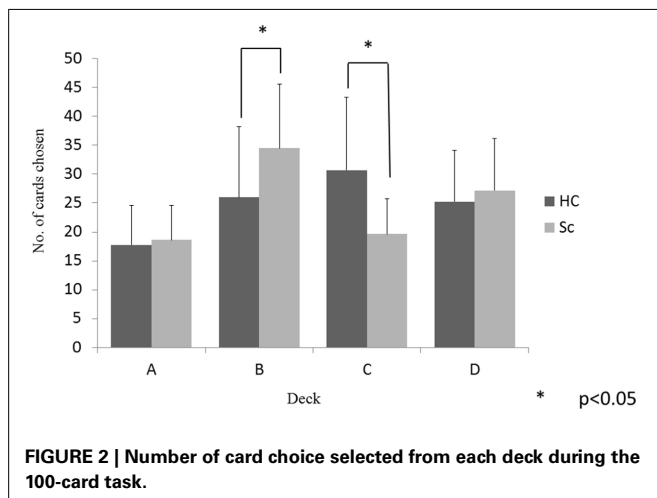 * *
50
45
40
35
30
25
20
15
10
5
0
No. of cards chosen
HC
Sc
A B C D
Deck
* p<0.05
FIGURE 2 | Number of card choice selected from each deck during the
100-card task.